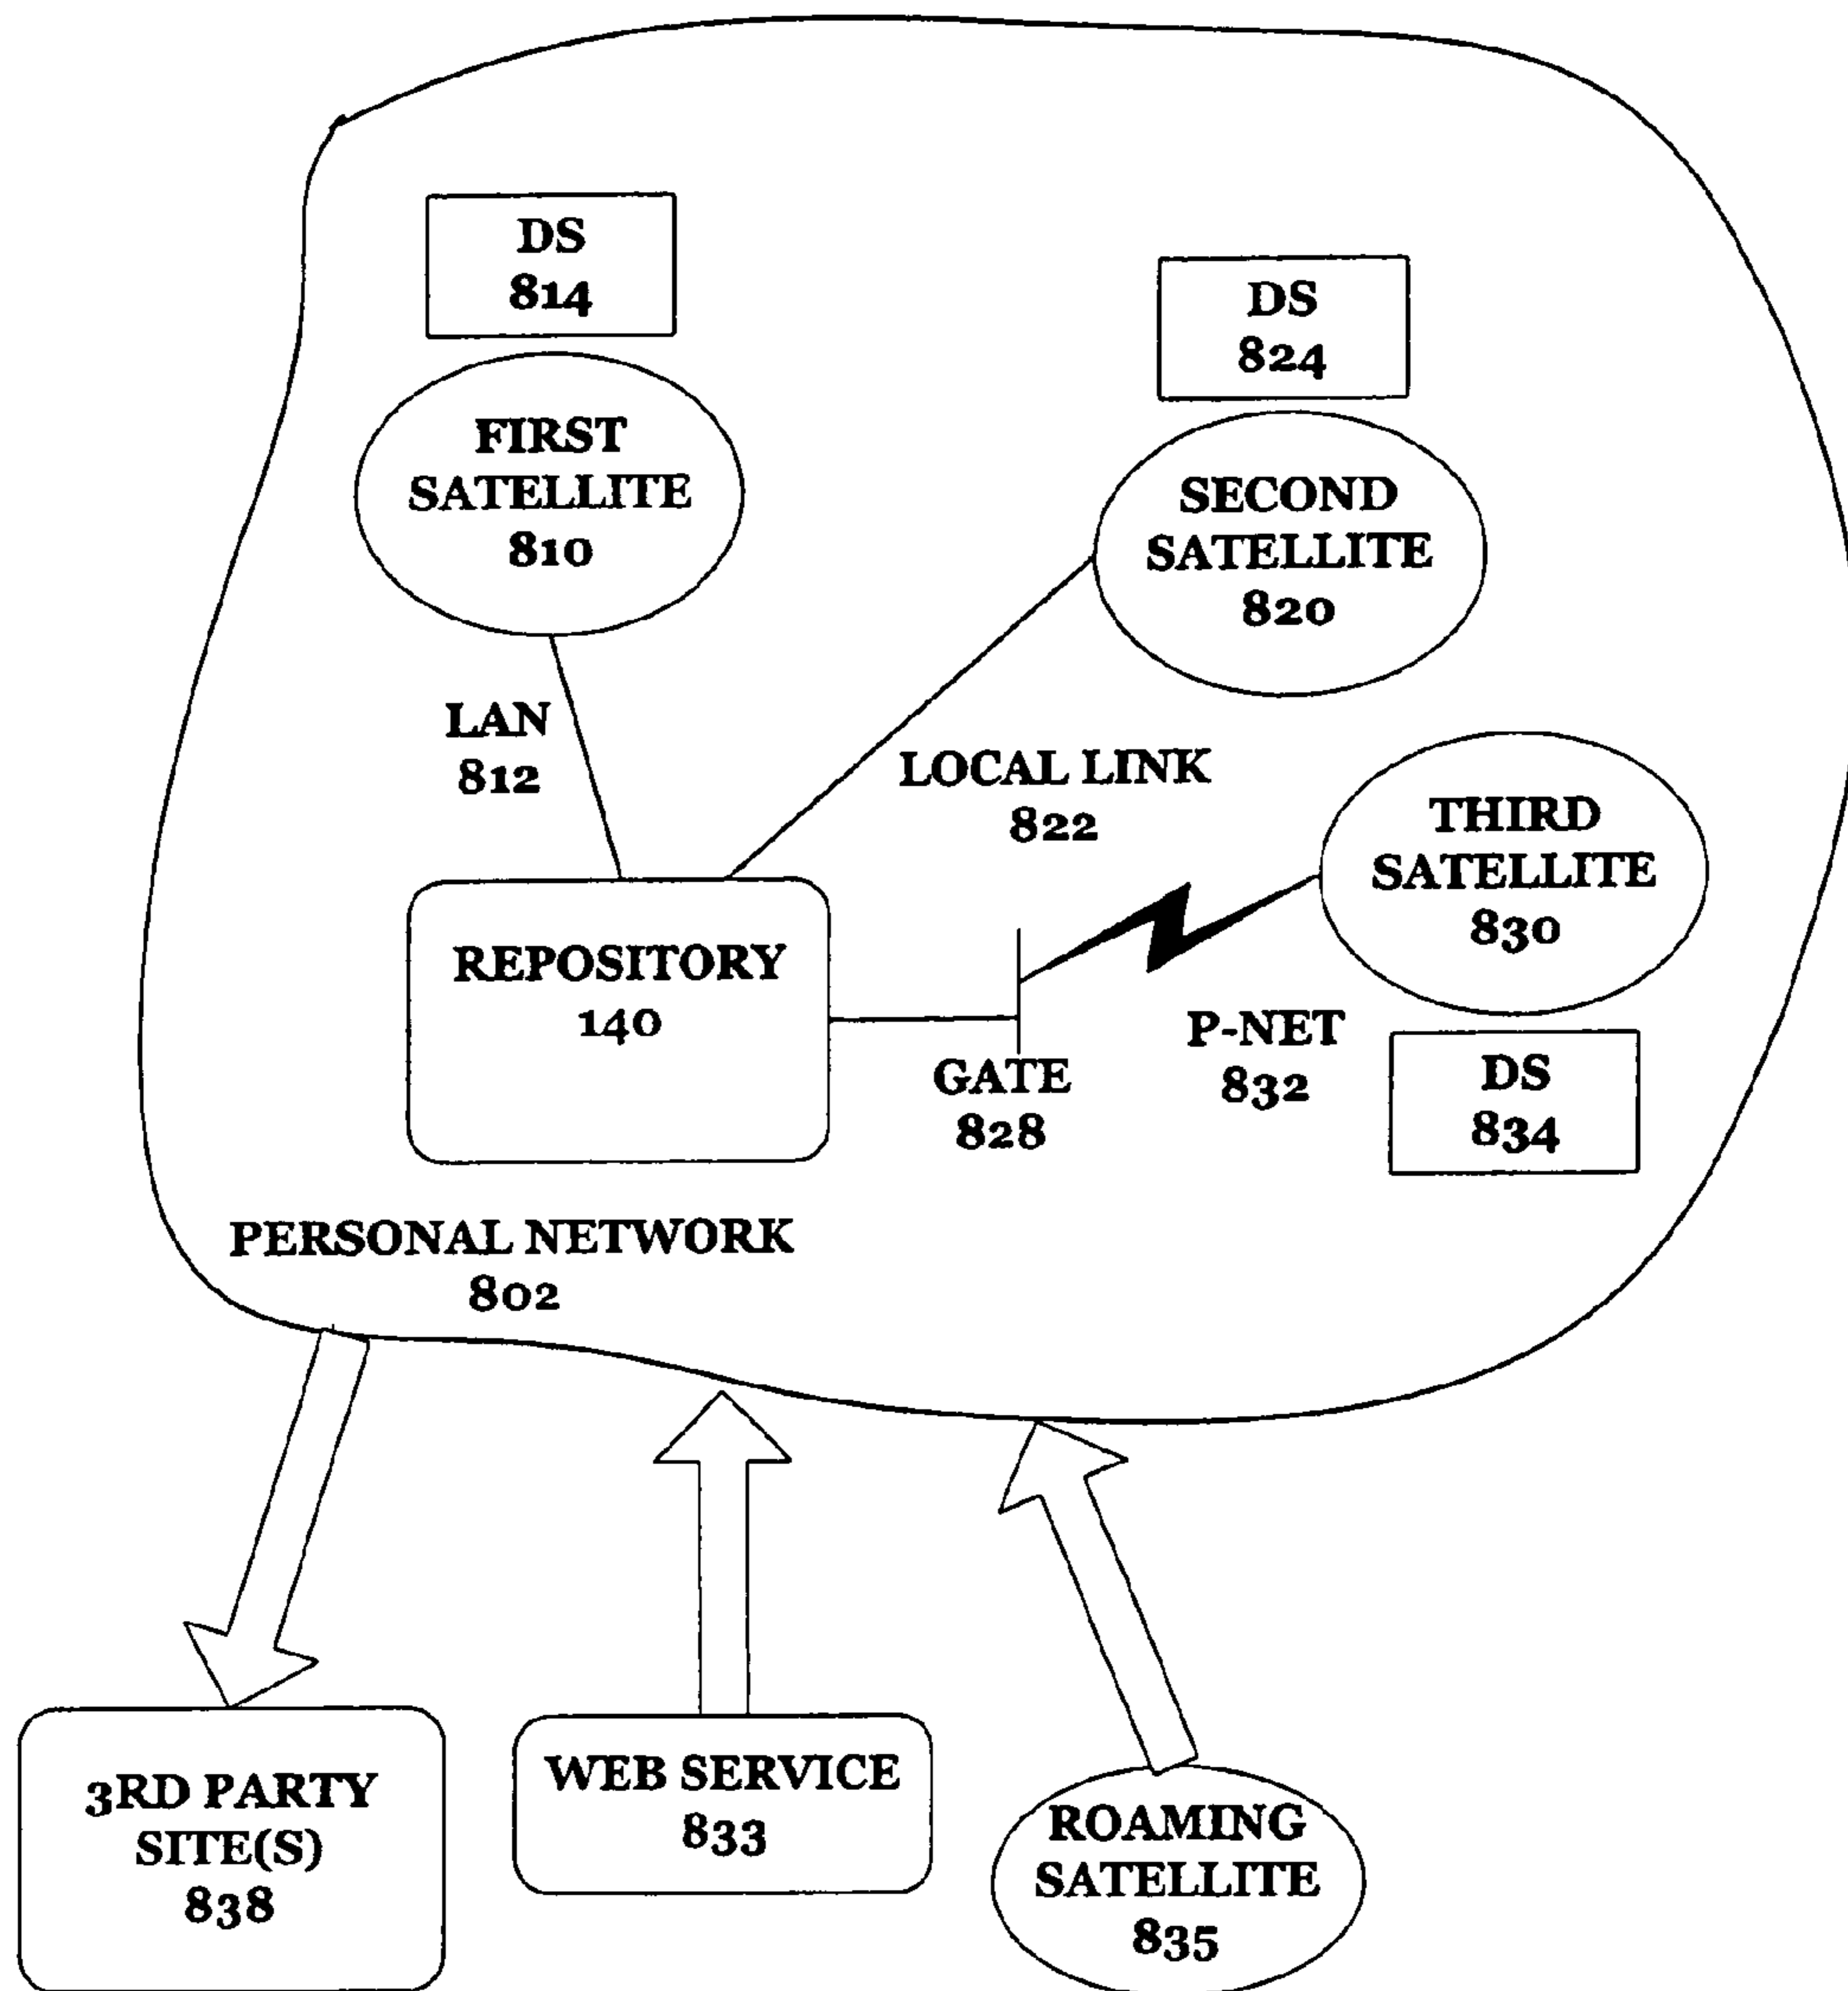 DS
814
DS
824
FIRST
SATELLITE
810
SECOND
SATELLITE
820
LAN
812
LOCAL LINK
822
THIRD
SATELLITE
830
REPOSITORY
140
GATE
828
P-NET
832
DS
834
PERSONAL NETWORK
802
3RD PARTY
SITE(S)
838
WEB SERVICE
833
ROAMING
SATELLITE
835